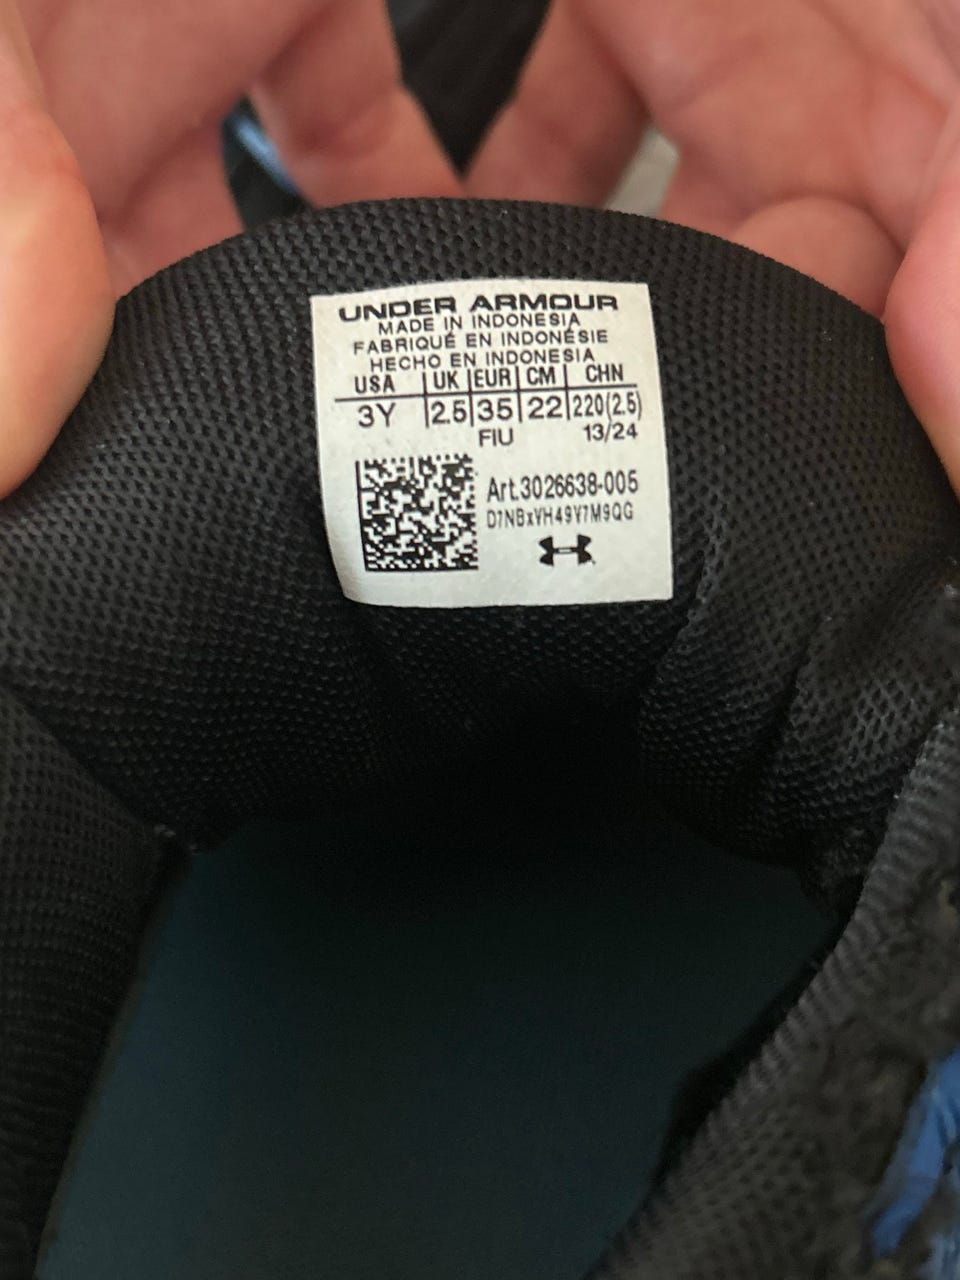 UNDER ARMOUR
MADE IN INDONESIA
FABRIQUÉ EN INDONÉSIE
HECHO EN INDONESIA
USA UK EUR CM CHN
3Y 2.5 35 22 220(2.5)
FIU 13/24
Art.3026638-005
D7NBxVH49V7M9QG